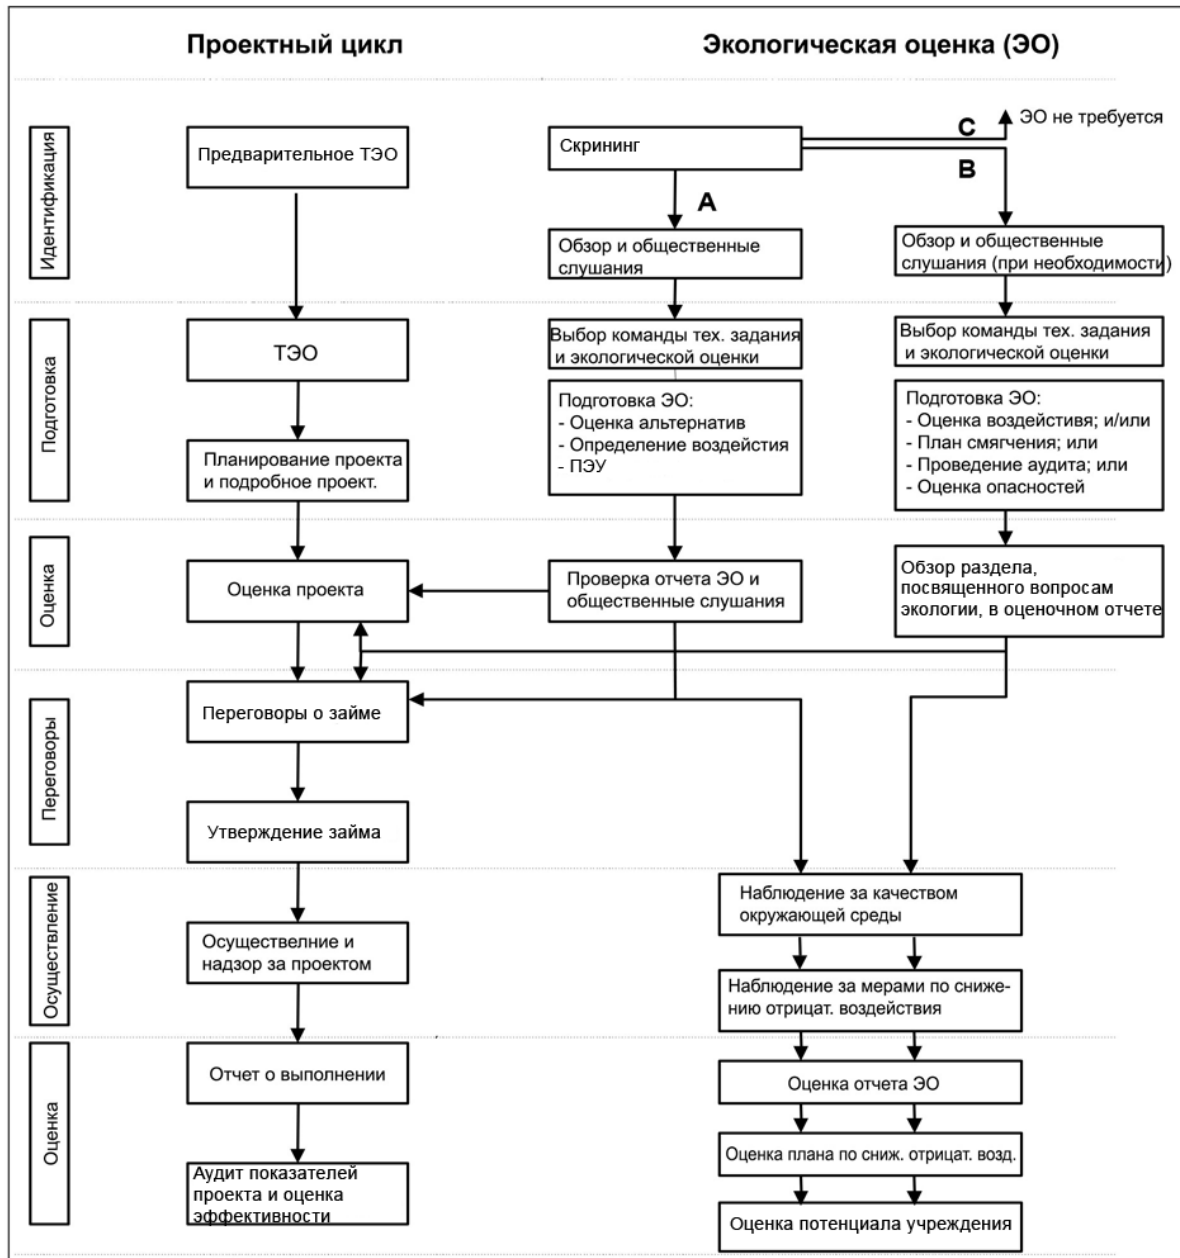 Проектный цикл
Экологическая оценка (ЭО)
Идентификация
Предварительное ТЭО
Скрининг
C
ЭО не требуется
B
A
Обзор и общественные
слушания
Обзор и общественные
слушания (при необходимости)
Подготовка
ТЭО
Выбор команды тех. задания
и экологической оценки
Выбор команды тех. задания
и экологической оценки
Планирование проекта
и подробное проект.
Подготовка ЭО:
- Оценка альтернатив
- Определение воздействия
- ПЭУ
Подготовка ЭО:
- Оценка воздействия; и/или
- План смягчения; или
- Проведение аудита; или
- Оценка опасностей
Оценка
Оценка проекта
Проверка отчета ЭО и
общественные слушания
Обзор раздела,
посвященного вопросам
экологии, в оценочном отчете
Переговоры
Переговоры о займе
Утверждение займа
Осуществление
Осуществелние и
надзор за проектом
Наблюдение за качеством
окружающей среды
Наблюдение за мерами по сниже-
нию отрицат. воздействия
Оценка
Отчет о выполнении
Аудит показателей
проекта и оценка
эффективности
Оценка отчета ЭО
Оценка плана по сниж. отрицат. возд.
Оценка потенциала учреждения